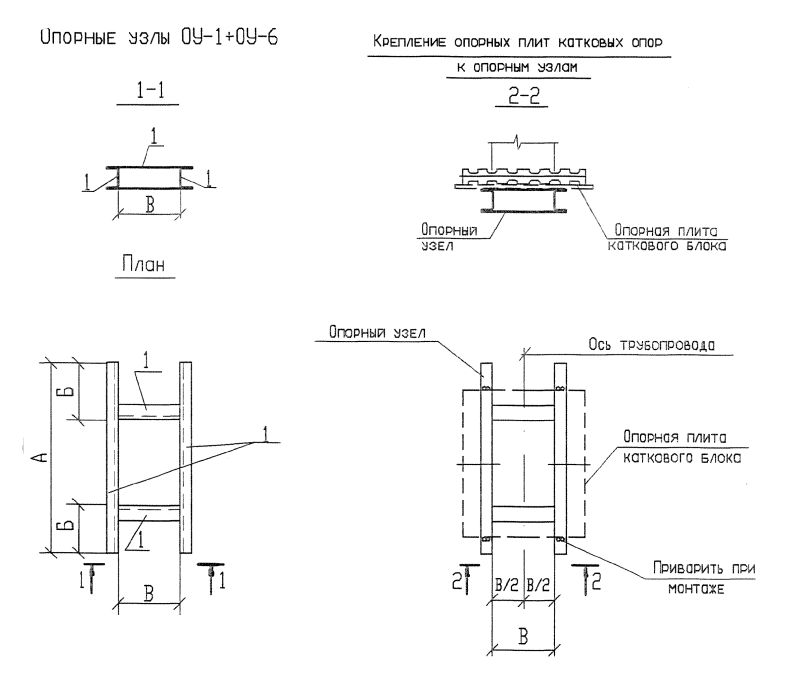 Опорные узлы ОУ-1+ОУ-6
Крепление опорных плит катковых опор
к опорным узлам
1-1
2-2
1
1
1
В
Опорный
узел
Опорная плита
каткового блока
План
Опорный узел
Ось трубопровода
1
Б
А
1
Опорная плита
каткового блока
Б
1
1
1
В
2
2
В/2
В/2
В
Приварить при
монтаже